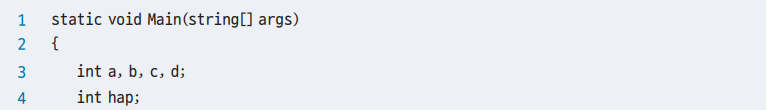 1 static void Main(string[] args)
2 {
3 int a, b, c, d;
4 int hap;